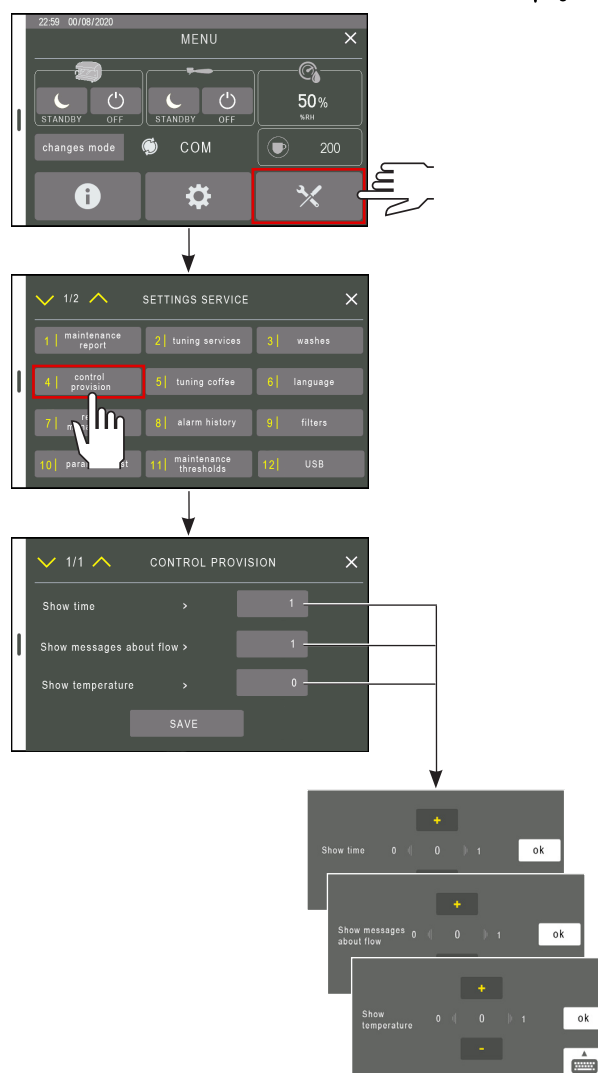 22:59 00/08/2020
MENU
STANDBY OFF STANDBY OFF
50%
%RH
changes mode COM 200
1/2 SETTINGS SERVICE
1| maintenance report 2| tuning services 3| washes
4| control provision 5| tuning coffee 6| language
7| 8| alarm history 9| filters
10| 11| maintenance thresholds 12| USB
1/1 CONTROL PROVISION
Show time > 1
Show messages about flow > 1
Show temperature > 0
SAVE
+
Show time 0 0 1 ok
+
Show messages about flow 0 0 1 ok
+
Show temperature 0 0 1 ok
-